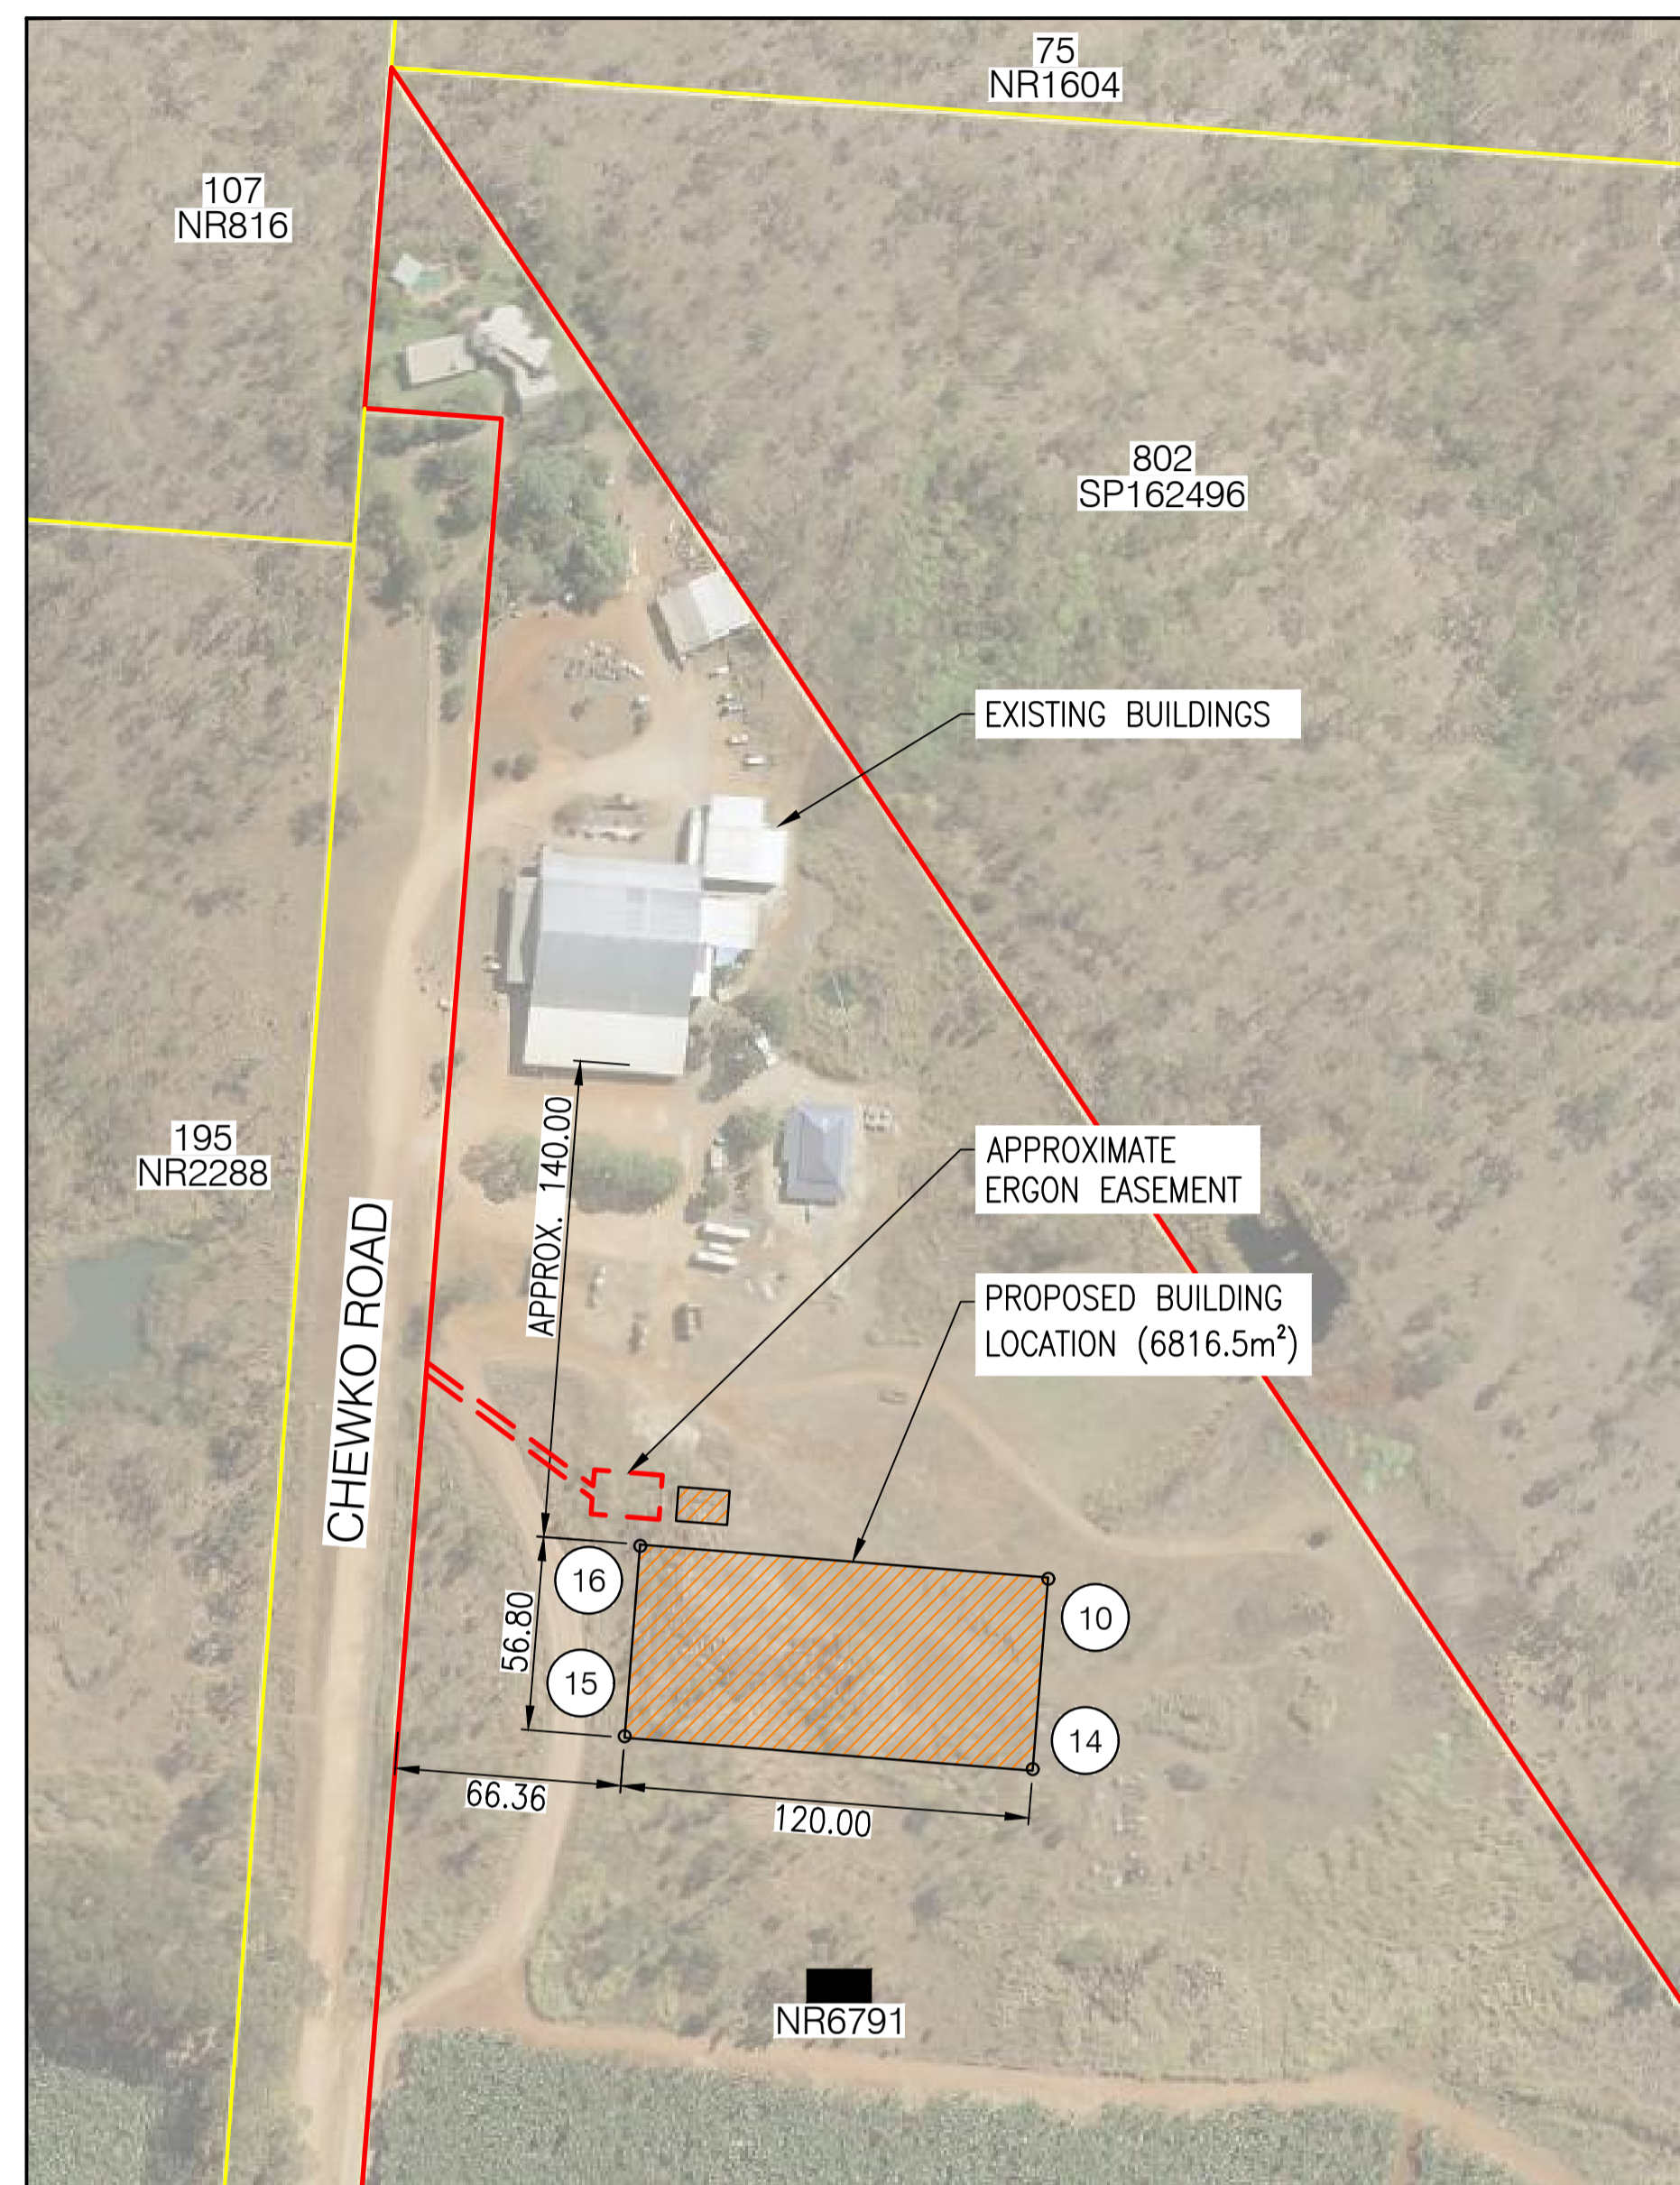 75
NR1604
107
NR816
802
SP162496
EXISTING BUILDINGS
APPROX. 140.00
195
NR2288
APPROXIMATE
ERGON EASEMENT
CHEWKO ROAD
PROPOSED BUILDING
LOCATION (6816.5m²)
16
10
56.80
15
14
66.36
120.00
NR6791